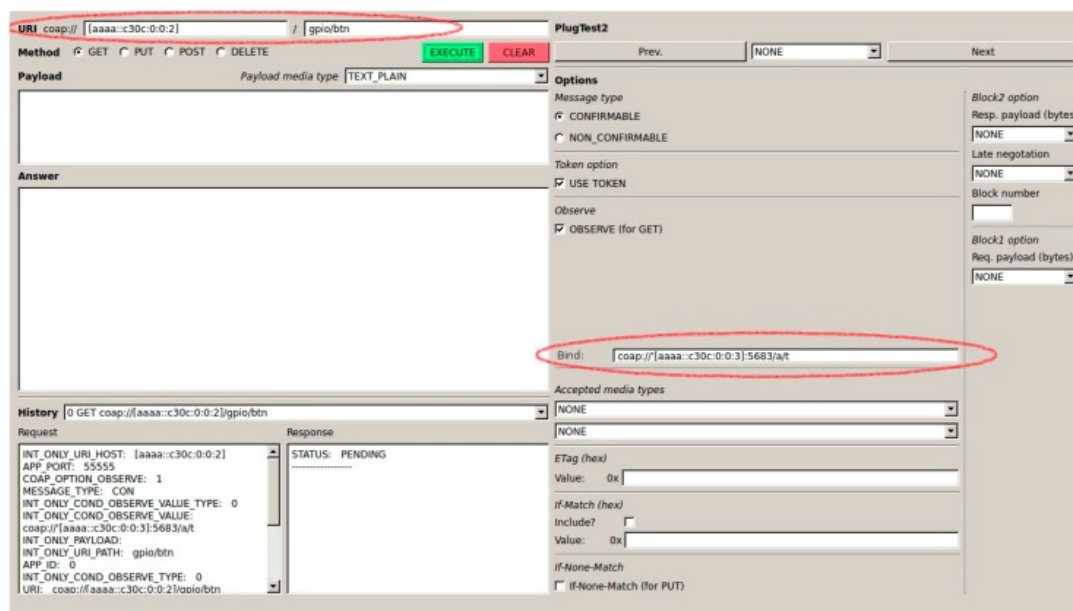 URI coap:// [aaaa::c30c:0:0:2] / gpio/btn
Method GET PUT POST DELETE EXECUTE CLEAR
Payload Payload media type TEXT_PLAIN
Answer
History 0 GET coap://[aaaa::c30c:0:0:2]/gpio/btn
Request
INT_ONLY_URI_HOST: [aaaa::c30c:0:0:2]
APP_PORT: 55555
COAP_OPTION_OBSERVE: 1
MESSAGE_TYPE: CON
INT_ONLY_COND_OBSERVE_VALUE_TYPE: 0
INT_ONLY_COND_OBSERVE_VALUE:
coap://'[aaaa::c30c:0:0:3]:5683/a/t
INT_ONLY_PAYLOAD:
INT_ONLY_URI_PATH: gpio/btn
APP_ID: 0
INT_ONLY_COND_OBSERVE_TYPE: 0
URI: coap://[aaaa::c30c:0:0:2]/gpio/btn
Response
STATUS: PENDING
-----------------
PlugTest2
Prev. NONE Next
Options
Message type
CONFIRMABLE
NON_CONFIRMABLE
Token option
USE TOKEN
Observe
OBSERVE (for GET)
Bind: coap://'[aaaa::c30c:0:0:3]:5683/a/t
Accepted media types
NONE
NONE
ETag (hex)
Value: 0x
If-Match (hex)
Include?
Value: 0x
If-None-Match
If-None-Match (for PUT)
Block2 option
Resp. payload (bytes
NONE
Late negotation
NONE
Block number
Block1 option
Req. payload (bytes)
NONE